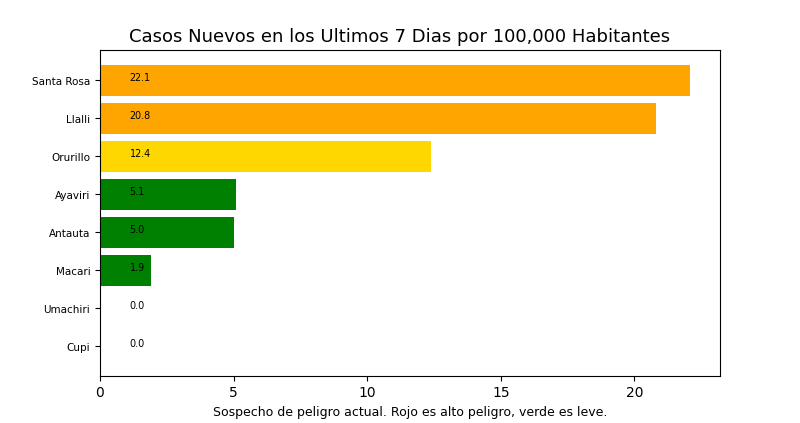 Casos Nuevos en los Ultimos 7 Dias por 100,000 Habitantes
Santa Rosa 22.1
Llalli 20.8
Orurillo 12.4
Ayaviri 5.1
Antauta 5.0
Macari 1.9
Umachiri 0.0
Cupi 0.0
0 5 10 15 20
Sospecho de peligro actual. Rojo es alto peligro, verde es leve.